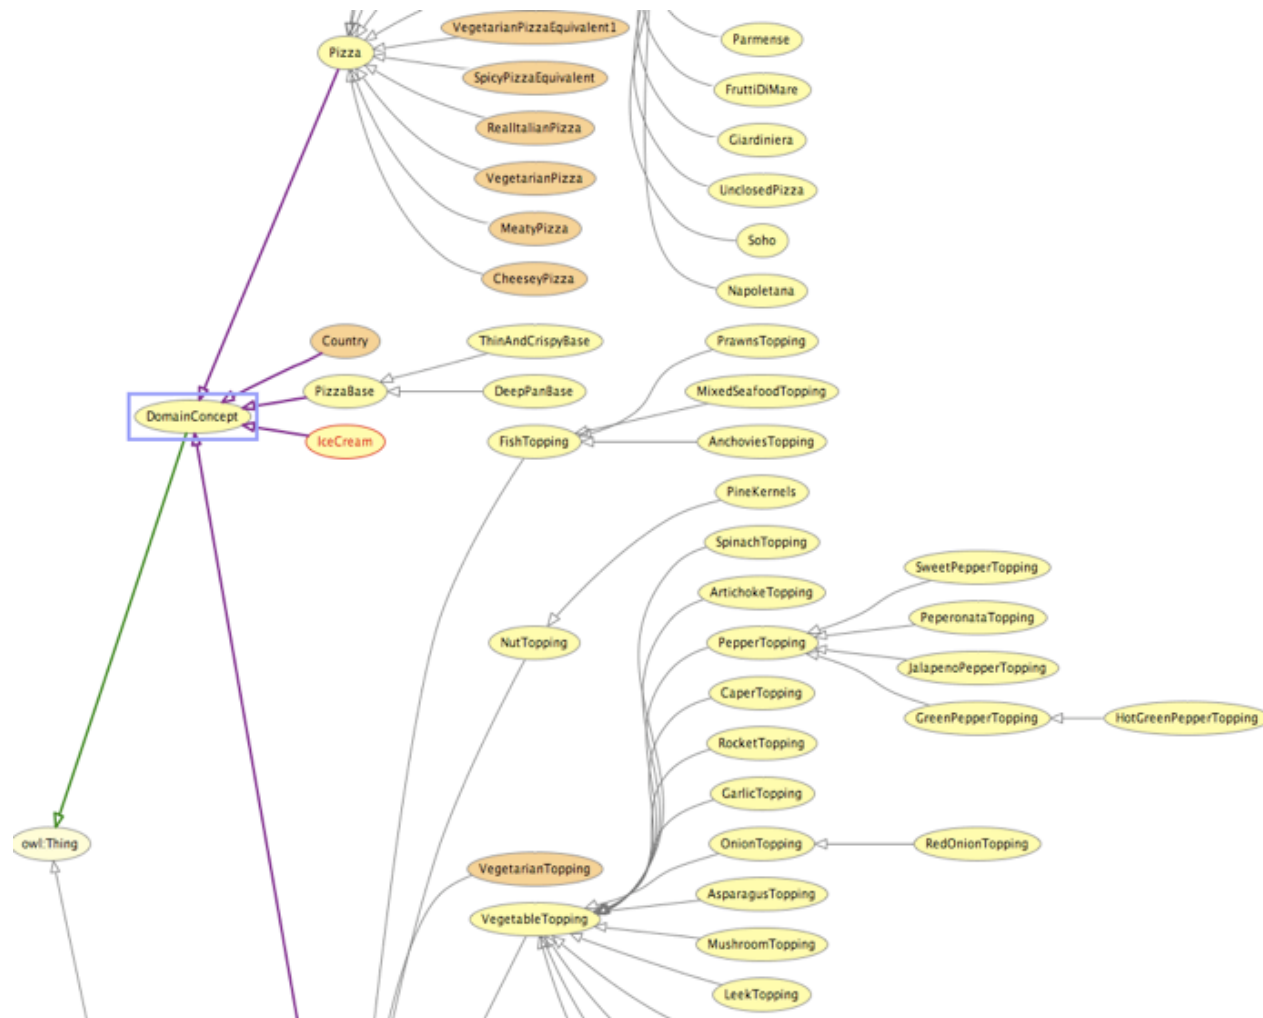 VegetarianPizzaEquivalent1
Parmense
Pizza
SpicyPizzaEquivalent
FruttiDiMare
RealItalianPizza
Giardiniera
VegetarianPizza
UnclosedPizza
MeatyPizza
Soho
CheeseyPizza
Napoletana
Country
ThinAndCrispyBase
PrawnsTopping
PizzaBase
DeepPanBase
MixedSeafoodTopping
DomainConcept
IceCream
FishTopping
AnchoviesTopping
PineKernels
SpinachTopping
SweetPepperTopping
ArtichokeTopping
PeperonataTopping
NutTopping
PepperTopping
JalapenoPepperTopping
CaperTopping
GreenPepperTopping
HotGreenPepperTopping
RocketTopping
GarlicTopping
owl:Thing
OnionTopping
RedOnionTopping
VegetarianTopping
AsparagusTopping
VegetableTopping
MushroomTopping
LeekTopping